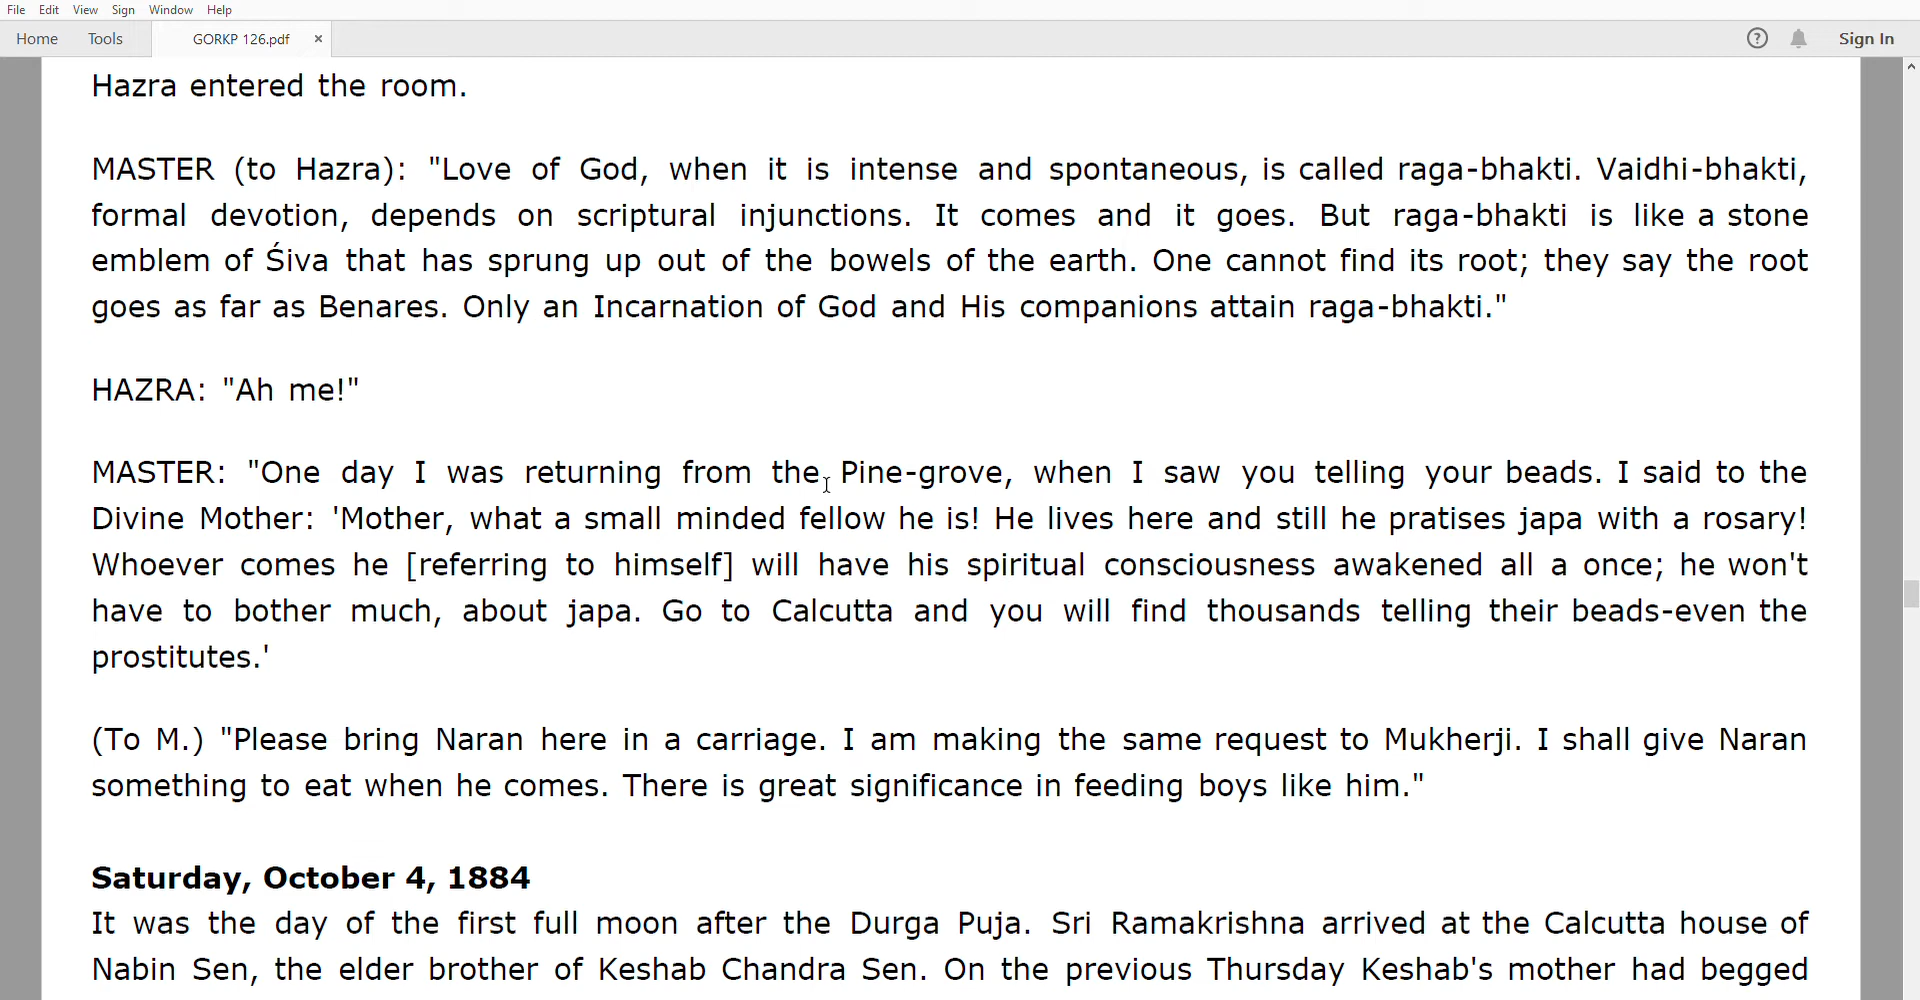 File Edit View Sign Window Help
Home Tools GORKP 126.pdf × ? Sign In
Hazra entered the room.
MASTER (to Hazra): "Love of God, when it is intense and spontaneous, is called raga-bhakti. Vaidhi-bhakti,
formal devotion, depends on scriptural injunctions. It comes and it goes. But raga-bhakti is like a stone
emblem of Śiva that has sprung up out of the bowels of the earth. One cannot find its root; they say the root
goes as far as Benares. Only an Incarnation of God and His companions attain raga-bhakti."
HAZRA: "Ah me!"
MASTER: "One day I was returning from the Pine-grove, when I saw you telling your beads. I said to the
Divine Mother: 'Mother, what a small minded fellow he is! He lives here and still he pratises japa with a rosary!
Whoever comes he [referring to himself] will have his spiritual consciousness awakened all a once; he won't
have to bother much, about japa. Go to Calcutta and you will find thousands telling their beads-even the
prostitutes.'
(To M.) "Please bring Naran here in a carriage. I am making the same request to Mukherji. I shall give Naran
something to eat when he comes. There is great significance in feeding boys like him."
Saturday, October 4, 1884
It was the day of the first full moon after the Durga Puja. Sri Ramakrishna arrived at the Calcutta house of
Nabin Sen, the elder brother of Keshab Chandra Sen. On the previous Thursday Keshab's mother had begged